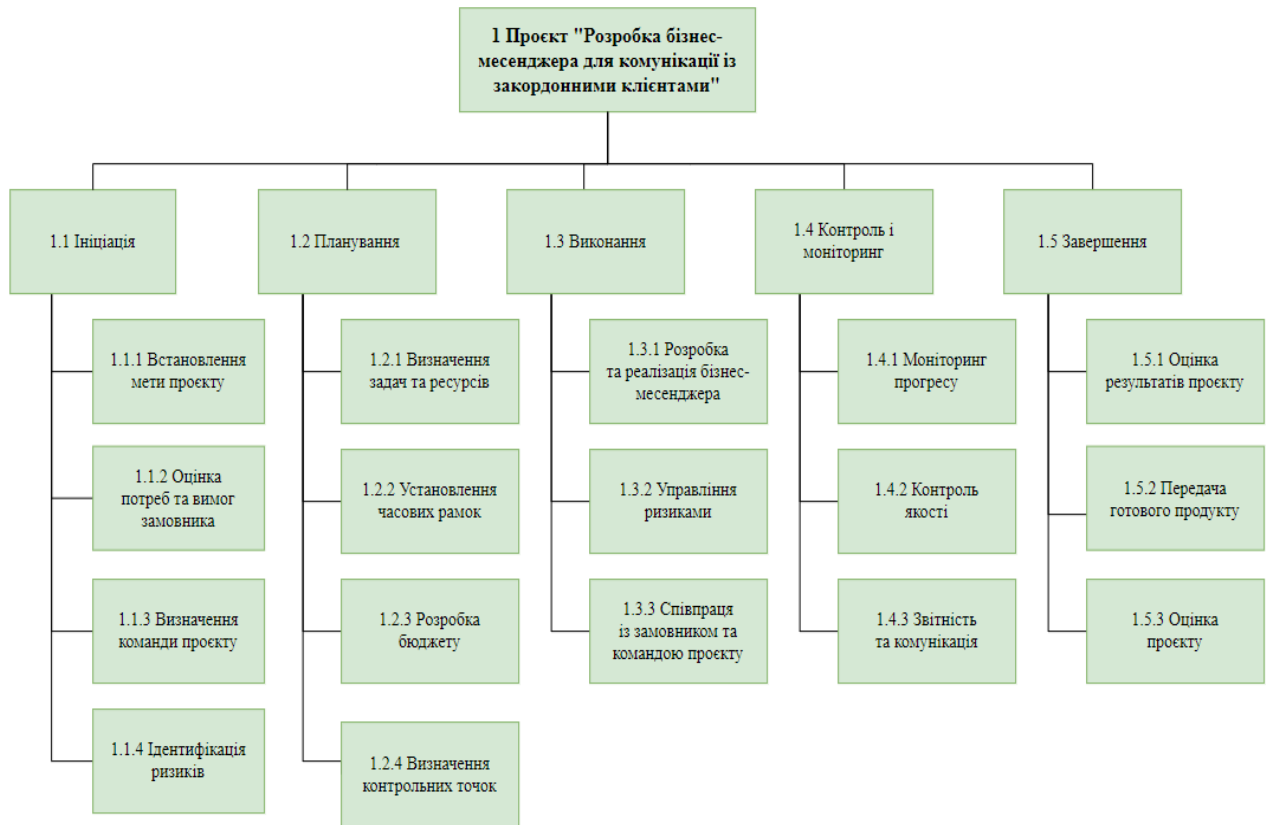 1 Проєкт "Розробка бізнес-
месенджера для комунікації із
закордонними клієнтами"
1.1 Ініціація
1.2 Планування
1.3 Виконання
1.4 Контроль і
моніторинг
1.5 Завершення
1.1.1 Встановлення
мети проєкту
1.2.1 Визначення
задач та ресурсів
1.3.1 Розробка
та реалізація бізнес-
месенджера
1.4.1 Моніторинг
прогресу
1.5.1 Оцінка
результатів проєкту
1.1.2 Оцінка
потреб та вимог
замовника
1.2.2 Установлення
часових рамок
1.3.2 Управління
ризиками
1.4.2 Контроль
якості
1.5.2 Передача
готового продукту
1.1.3 Визначення
команди проєкту
1.2.3 Розробка
бюджету
1.3.3 Співпраця
із замовником та
командою проєкту
1.4.3 Звітність
та комунікація
1.5.3 Оцінка
проєкту
1.1.4 Ідентифікація
ризиків
1.2.4 Визначення
контрольних точок